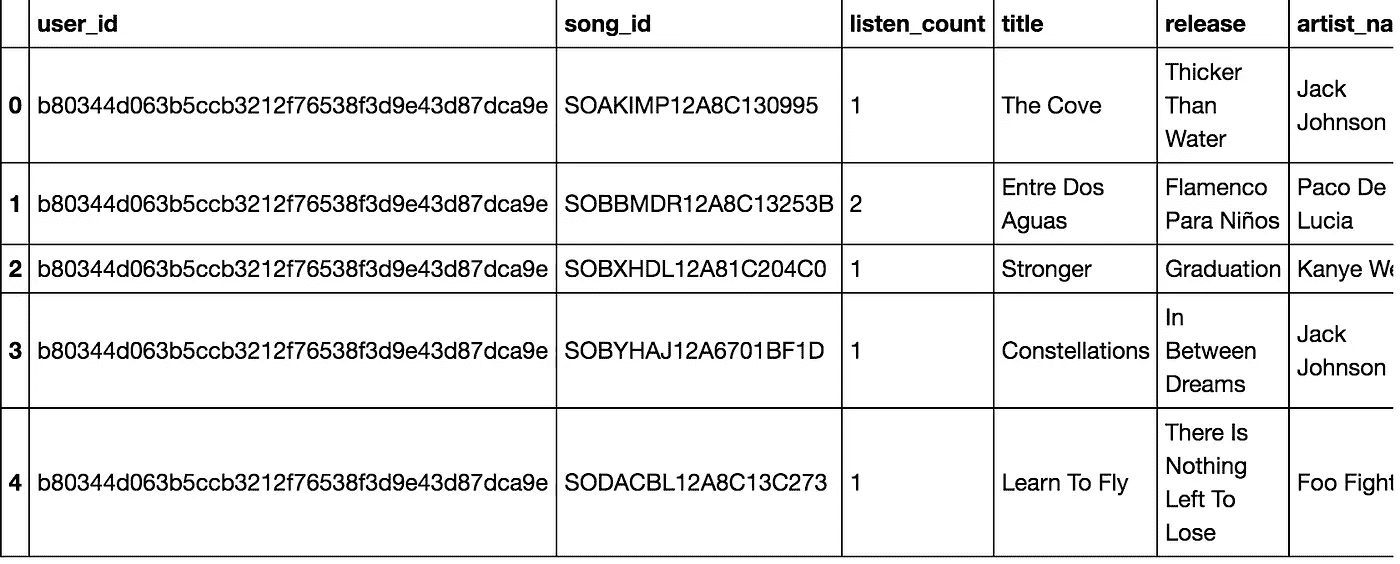 user_id song_id listen_count title release artist_na
0 b80344d063b5ccb3212f76538f3d9e43d87dca9e SOAKIMP12A8C130995 1 The Cove Thicker Than Water Jack Johnson
1 b80344d063b5ccb3212f76538f3d9e43d87dca9e SOBBMDR12A8C13253B 2 Entre Dos Aguas Flamenco Para Niños Paco De Lucia
2 b80344d063b5ccb3212f76538f3d9e43d87dca9e SOBXHDL12A81C204C0 1 Stronger Graduation Kanye We
3 b80344d063b5ccb3212f76538f3d9e43d87dca9e SOBYHAJ12A6701BF1D 1 Constellations In Between Dreams Jack Johnson
4 b80344d063b5ccb3212f76538f3d9e43d87dca9e SODACBL12A8C13C273 1 Learn To Fly There Is Nothing Left To Lose Foo Fight